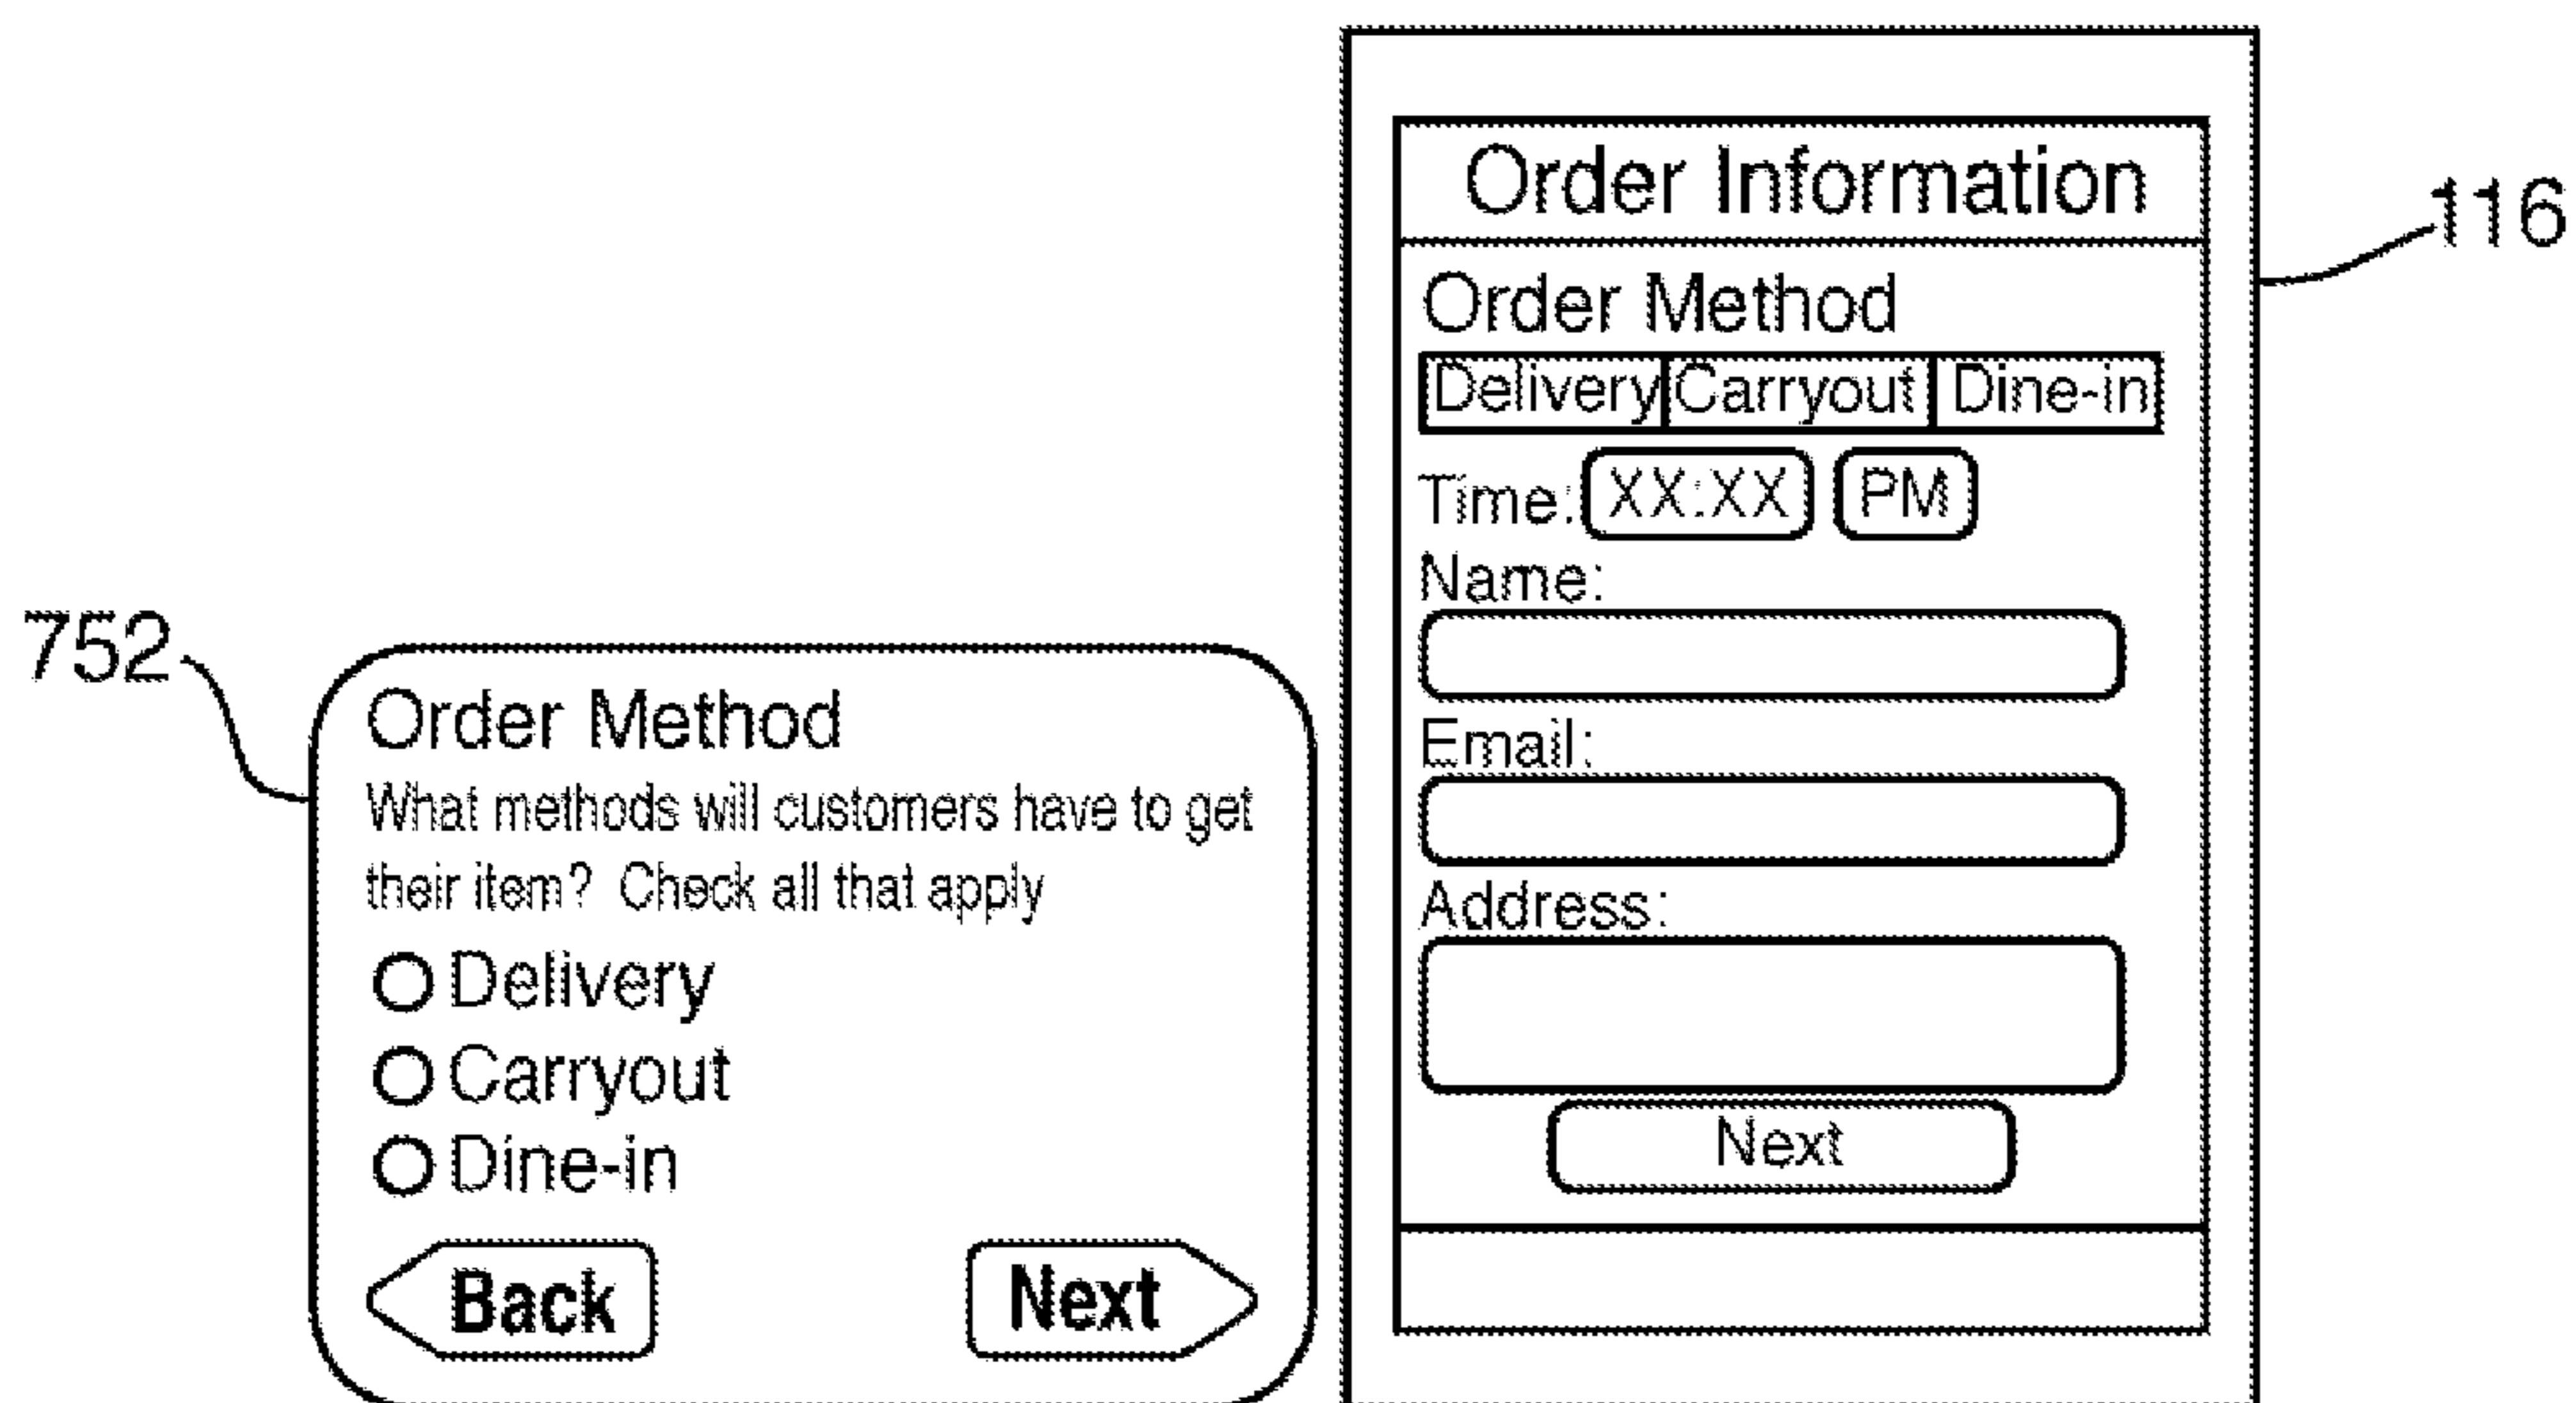 752
Order Method
What methods will customers have to get
their item? Check all that apply
Delivery
Carryout
Dine-in
Back
Next
116
Order Information
Order Method
Delivery Carryout Dine-in
Time: XX:XX PM
Name:
Email:
Address:
Next